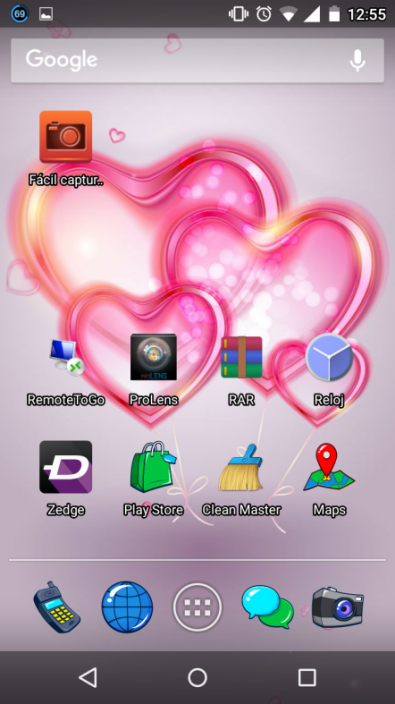 69
12:55
Google
Fácil captur..
RemoteToGo
ProLens
RAR
Reloj
Zedge
Play Store
Clean Master
Maps